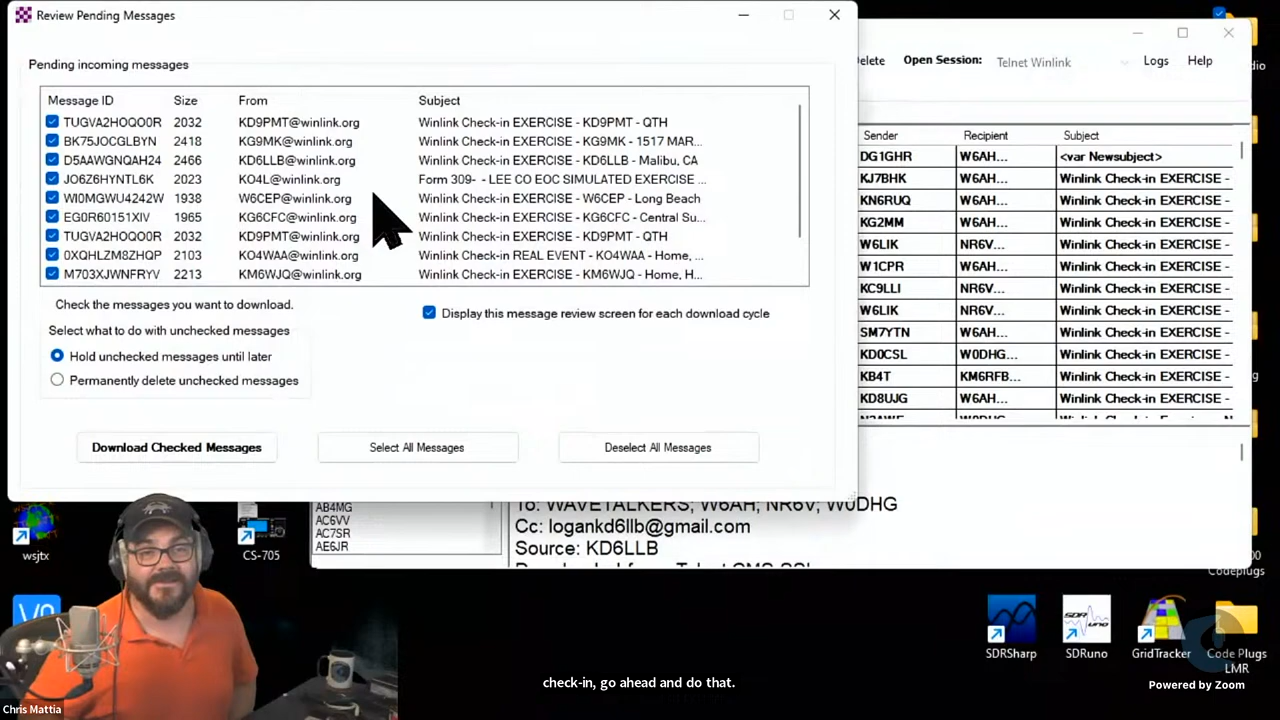 Review Pending Messages
Pending incoming messages
Message ID Size From Subject
TUGVA2HOQO0R 2032 KD9PMT@winlink.org Winlink Check-in EXERCISE - KD9PMT - QTH
BK75JOCGLBYN 2418 KG9MK@winlink.org Winlink Check-in EXERCISE - KG9MK - 1517 MAR...
D5AAWGNQAH24 2466 KD6LLB@winlink.org Winlink Check-in EXERCISE - KD6LLB - Malibu, CA
JO6Z6HYNTL6K 2023 KO4L@winlink.org Form 309- - LEE CO EOC SIMULATED EXERCISE ...
WI0MGWU4242W 1938 W6CEP@winlink.org Winlink Check-in EXERCISE - W6CEP - Long Beach
EG0R60151XIV 1965 KG6CFC@winlink.org Winlink Check-in EXERCISE - KG6CFC - Central Su...
TUGVA2HOQO0R 2032 KD9PMT@winlink.org Winlink Check-in EXERCISE - KD9PMT - QTH
0XQHLZM8ZHQP 2103 KO4WAA@winlink.org Winlink Check-in REAL EVENT - KO4WAA - Home, ...
M703XJWNFRYV 2213 KM6WJQ@winlink.org Winlink Check-in EXERCISE - KM6WJQ - Home, H...
Check the messages you want to download.
Select what to do with unchecked messages
Display this message review screen for each download cycle
Hold unchecked messages until later
Permanently delete unchecked messages
Download Checked Messages Select All Messages Deselect All Messages
Open Session: Telnet Winlink Logs Help
Sender Recipient Subject
DG1GHR W6AH... <var Newsubject>
KJ7BHK W6AH... Winlink Check-in EXERCISE -
KN6RUQ W6AH... Winlink Check-in EXERCISE -
KG2MM W6AH... Winlink Check-in EXERCISE -
W6LIK NR6V... Winlink Check-in EXERCISE -
W1CPR W6AH... Winlink Check-in EXERCISE -
KC9LLI NR6V... Winlink Check-in EXERCISE -
W6LIK NR6V... Winlink Check-in EXERCISE -
SM7YTN W6AH... Winlink Check-in EXERCISE -
KD0CSL W0DHG... Winlink Check-in EXERCISE -
KB4T KM6RFB... Winlink Check-in EXERCISE -
KD8UJG W6AH... Winlink Check-in EXERCISE -
AB4MG
AC6VV
AC7SR
AE6JR
To: WAVETALKERS; W6AH; NR6V; W0DHG
Cc: logankd6llb@gmail.com
Source: KD6LLB
wsjtx
CS-705
Codeplugs
SDRSharp
SDRuno
GridTracker
Code Plugs
LMR
check-in, go ahead and do that.
Powered by Zoom
Chris Mattia